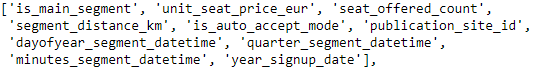 ['is_main_segment', 'unit_seat_price_eur', 'seat_offered_count',
'segment_distance_km', 'is_auto_accept_mode', 'publication_site_id',
'dayofyear_segment_datetime', 'quarter_segment_datetime',
'minutes_segment_datetime', 'year_signup_date'],